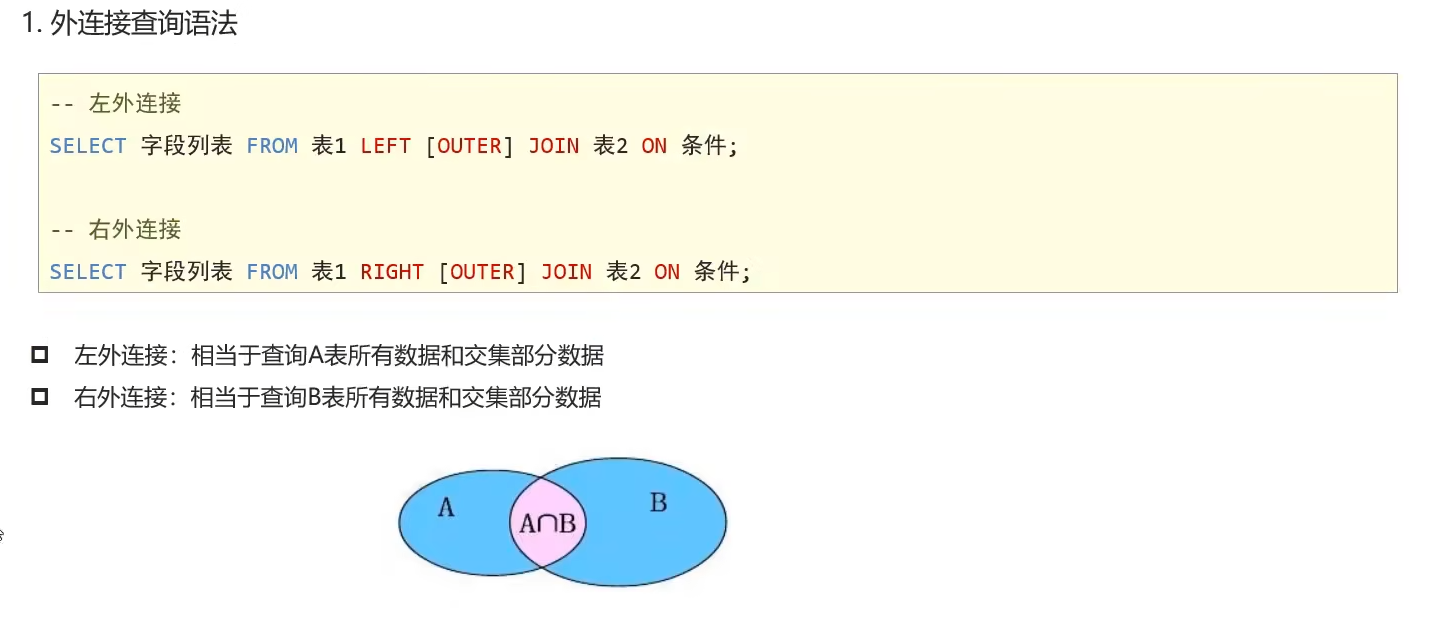 1. 外连接查询语法
-- 左外连接
SELECT 字段列表 FROM 表1 LEFT [OUTER] JOIN 表2 ON 条件;
-- 右外连接
SELECT 字段列表 FROM 表1 RIGHT [OUTER] JOIN 表2 ON 条件;
左外连接：相当于查询A表所有数据和交集部分数据
右外连接：相当于查询B表所有数据和交集部分数据
A
A∩B
B